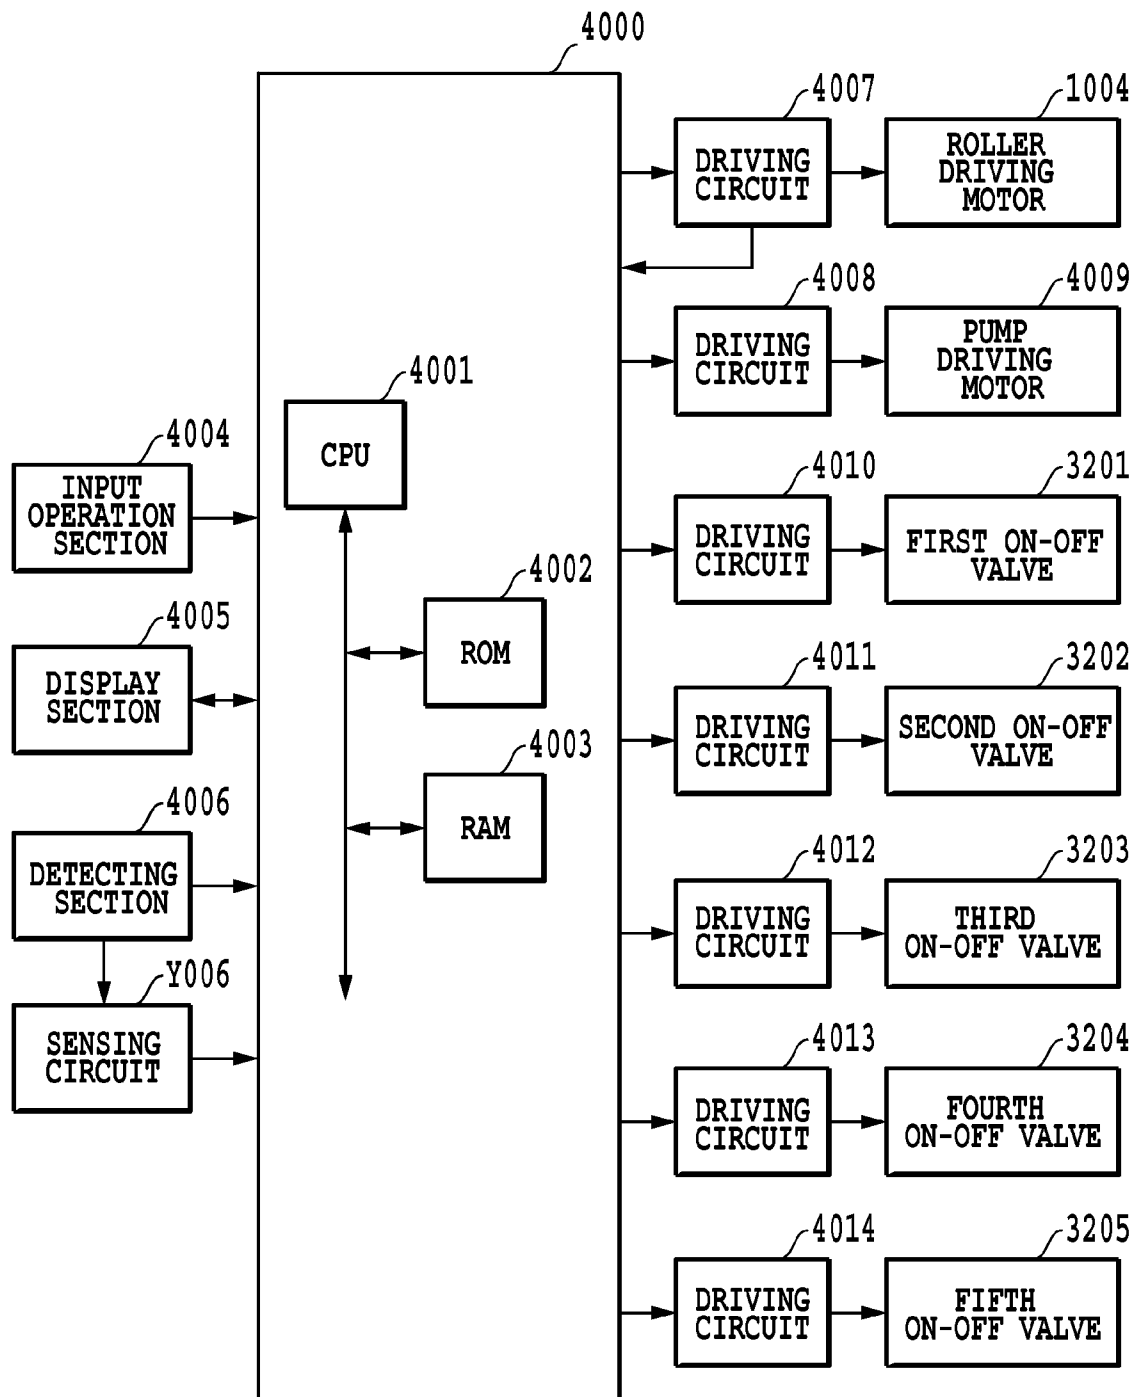 4000
4007
1004
DRIVING
CIRCUIT
ROLLER
DRIVING
MOTOR
4008
4009
DRIVING
CIRCUIT
PUMP
DRIVING
MOTOR
4001
CPU
4004
INPUT
OPERATION
SECTION
4010
3201
DRIVING
CIRCUIT
FIRST ON-OFF
VALVE
4002
ROM
4005
DISPLAY
SECTION
4011
3202
DRIVING
CIRCUIT
SECOND ON-OFF
VALVE
4003
RAM
4006
DETECTING
SECTION
4012
3203
DRIVING
CIRCUIT
THIRD
ON-OFF VALVE
Y006
SENSING
CIRCUIT
4013
3204
DRIVING
CIRCUIT
FOURTH
ON-OFF VALVE
4014
3205
DRIVING
CIRCUIT
FIFTH
ON-OFF VALVE